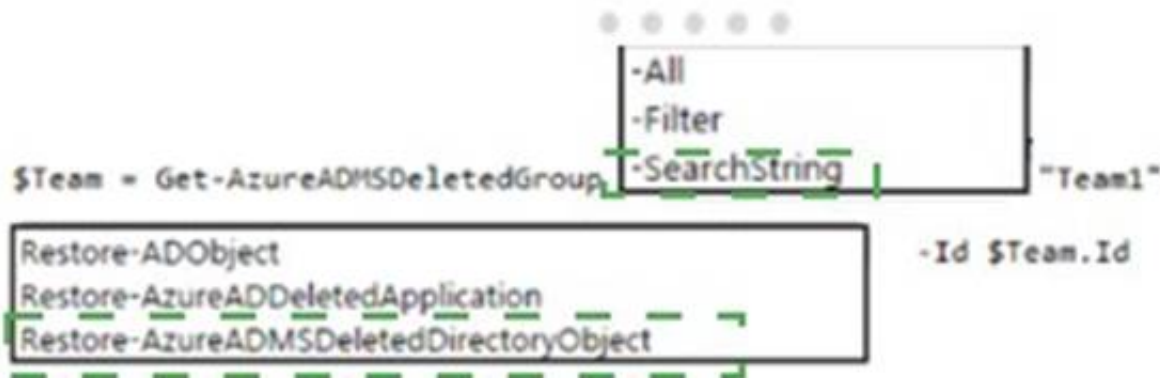 -All
-Filter
-SearchString
$Team = Get-AzureADMSDeletedGroup "Team1"
Restore-ADObject
-Id $Team.Id
Restore-AzureADDeletedApplication
Restore-AzureADMSDeletedDirectoryObject